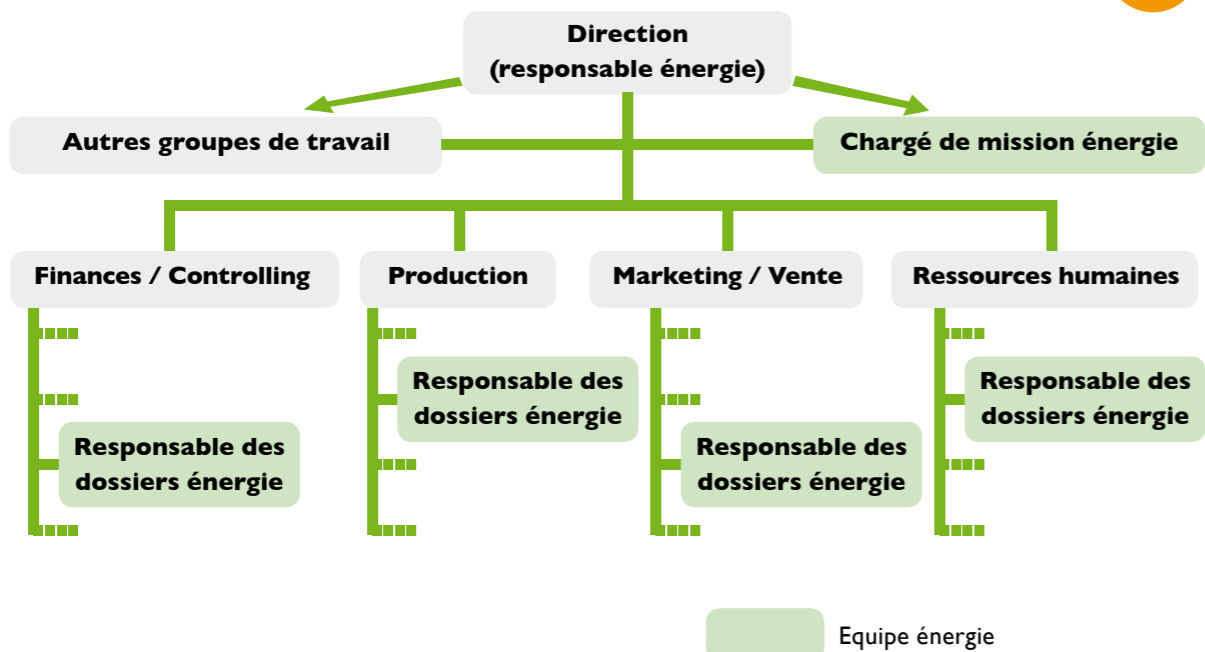 Direction
(responsable énergie)
Autres groupes de travail
Chargé de mission énergie
Finances / Controlling
Production
Marketing / Vente
Ressources humaines
Responsable des
dossiers énergie
Responsable des
dossiers énergie
Responsable des
dossiers énergie
Responsable des
dossiers énergie
Equipe énergie